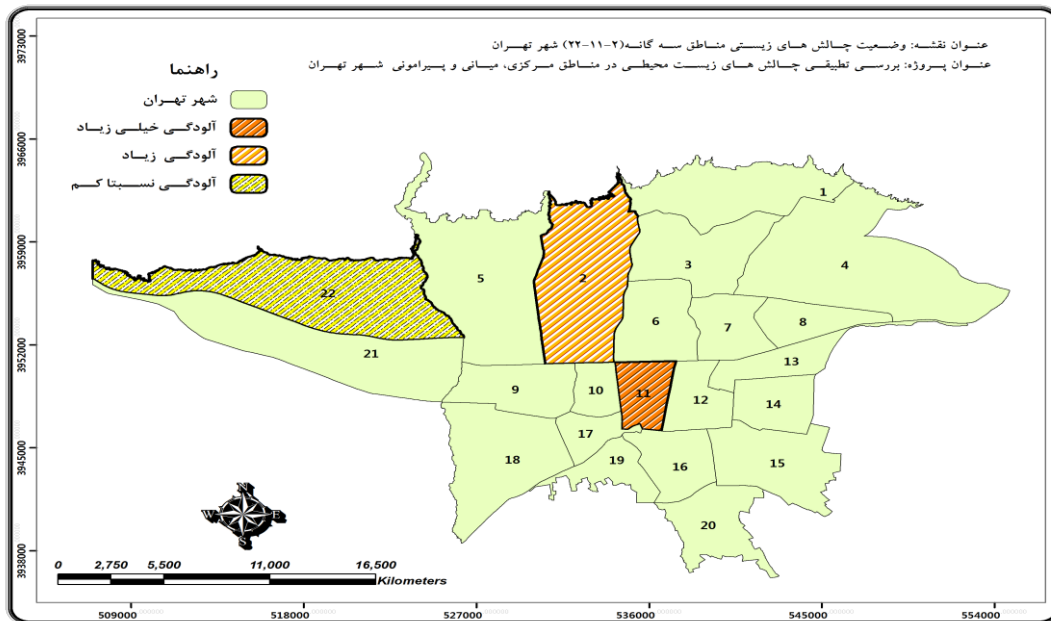 عنوان نقشه: وضعیت چالش های زیستی مناطق سه گانه(۲-۱۱-۲۲) شهر تهران
عنوان پروژه: بررسی تطبیقی چالش های زیست محیطی در مناطق مرکزی، میانی و پیرامونی شهر تهران
راهنما
شهر تهران
آلودگی خیلی زیاد
آلودگی زیاد
آلودگی نسبتا کم
3973000
3966000
3959000
3952000
3945000
3938000
1
2
3
4
5
6
7
8
22
21
13
9
10
11
12
14
17
18
19
16
15
20
N
W
E
S
0 2,750 5,500 11,000 16,500
Kilometers
509000 518000 527000 536000 545000 554000